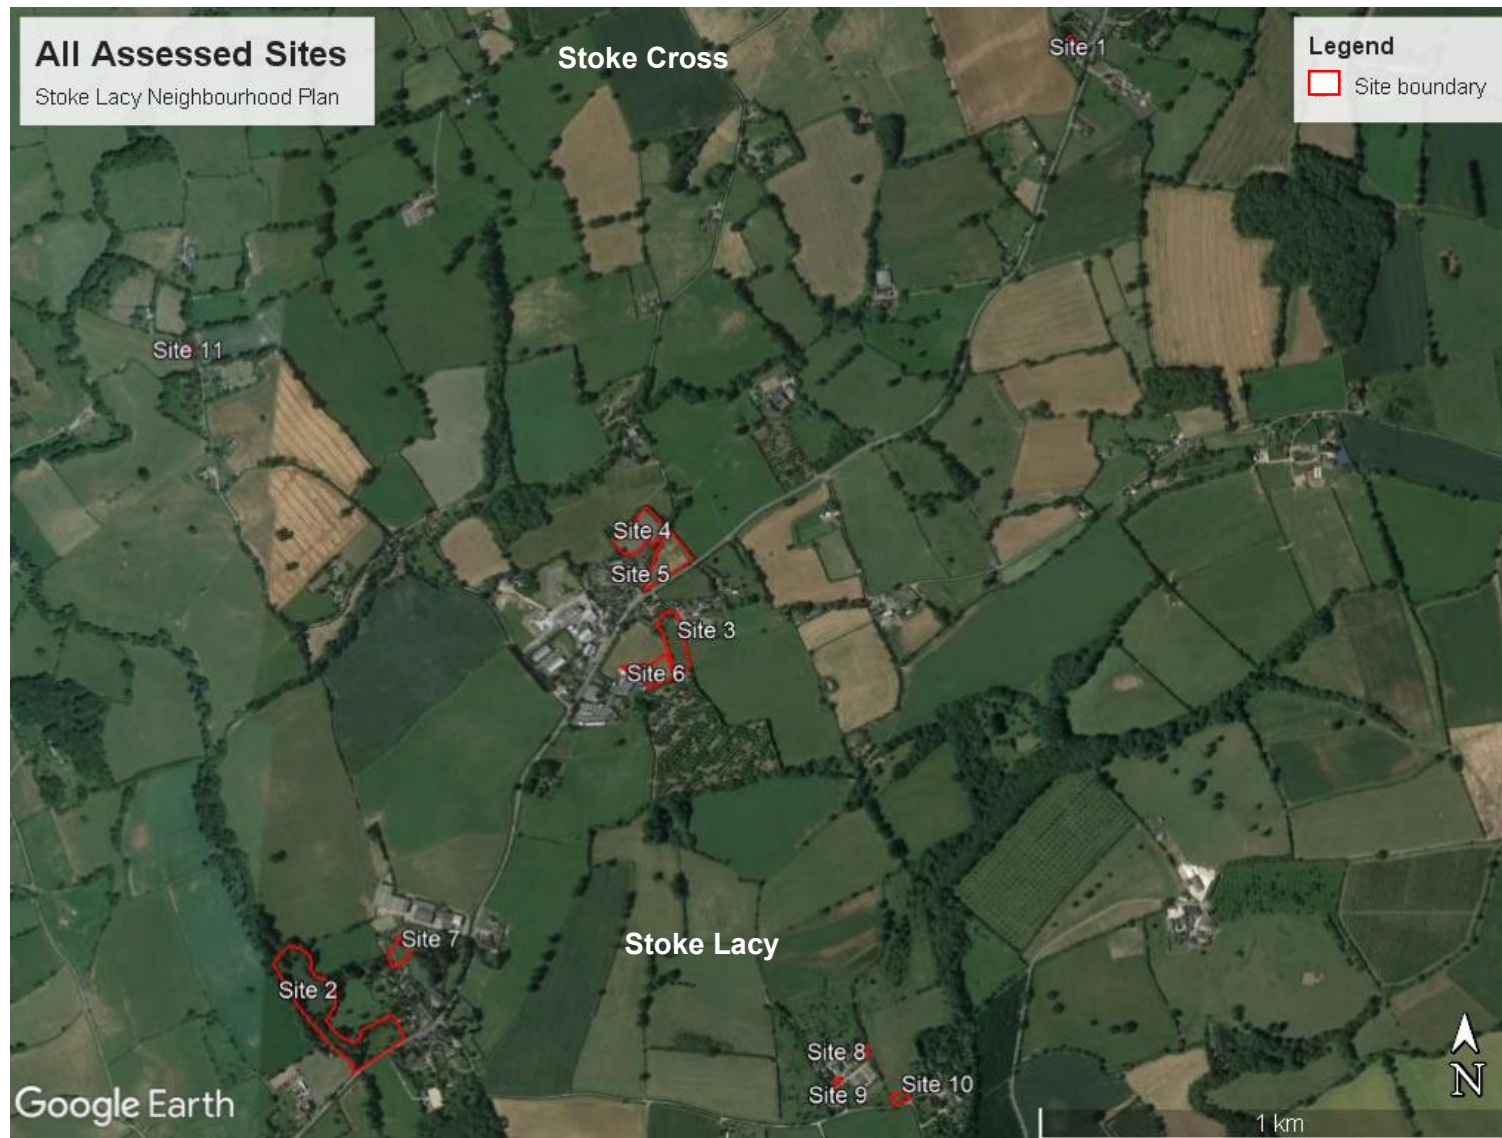 All Assessed Sites
Stoke Lacy Neighbourhood Plan
Stoke Cross
Site 1
Legend
Site boundary
Site 11
Site 4
Site 5
Site 3
Site 6
Site 7
Stoke Lacy
Site 2
Site 8
Site 9
Site 10
N
Google Earth
1 km